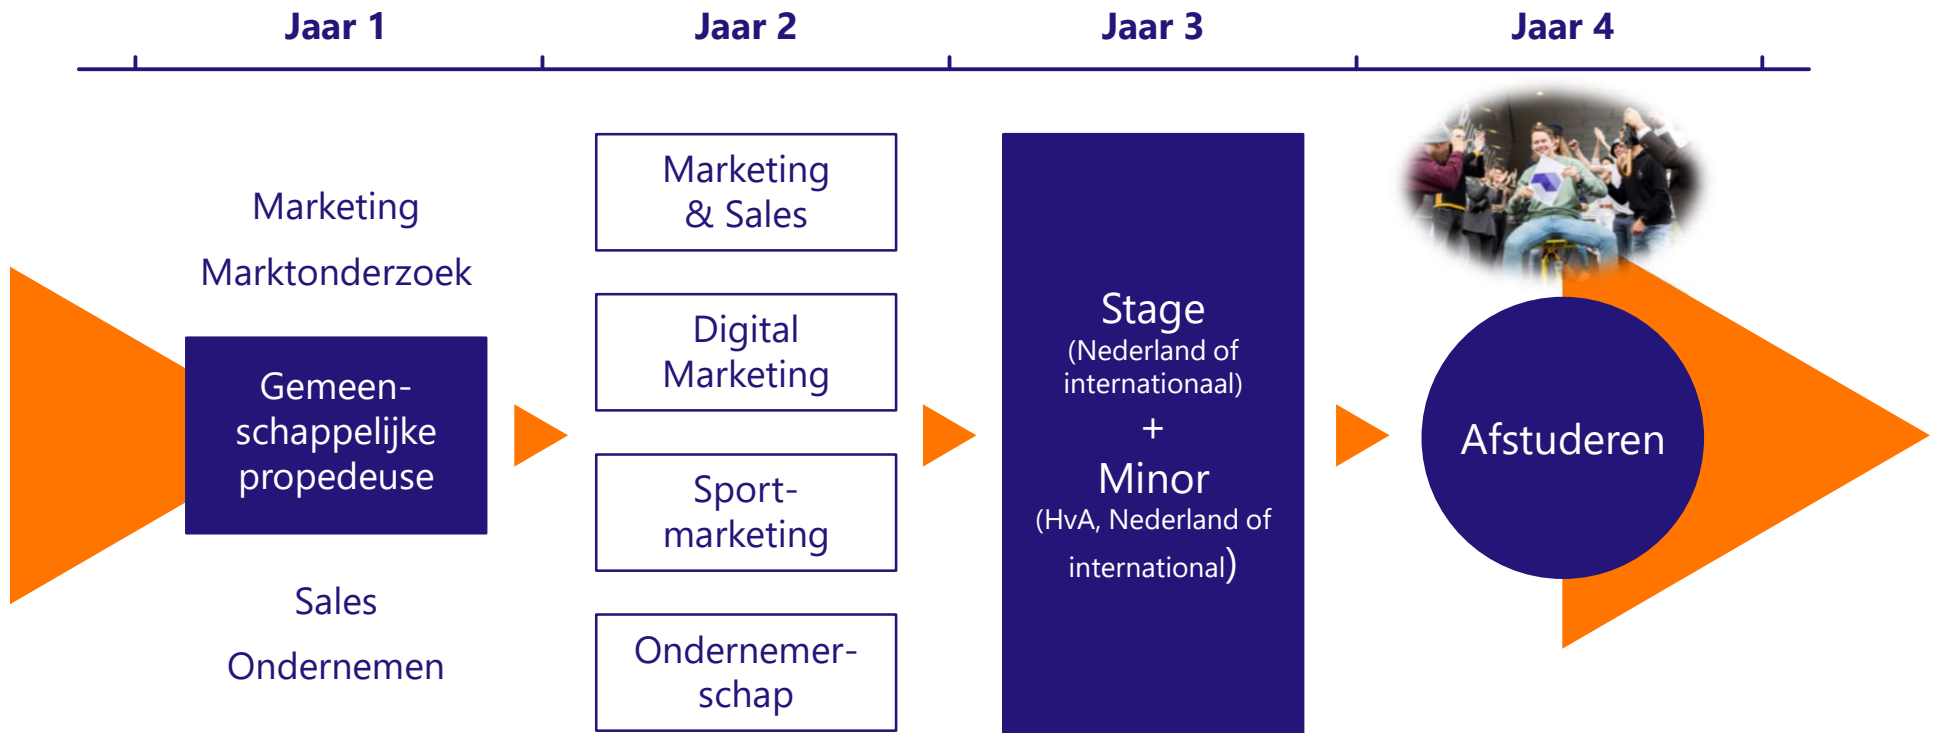 Jaar 1
Jaar 2
Jaar 3
Jaar 4
Marketing
Marktonderzoek
Gemeen-
schappelijke
propedeuse
Sales
Ondernemen
Marketing
& Sales
Digital
Marketing
Sport-
marketing
Ondernemer-
schap
Stage
(Nederland of
internationaal)
+
Minor
(HvA, Nederland of
international)
Afstuderen